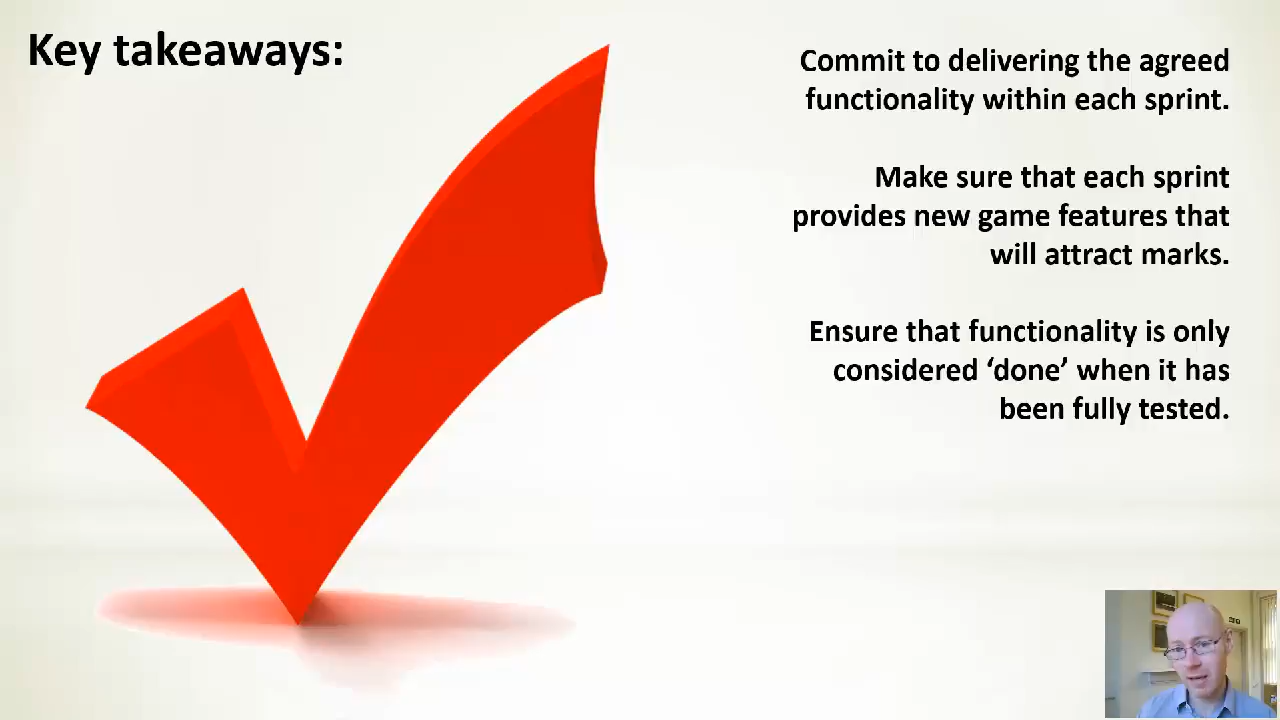 Key takeaways:
Commit to delivering the agreed
functionality within each sprint.
Make sure that each sprint
provides new game features that
will attract marks.
Ensure that functionality is only
considered ‘done’ when it has
been fully tested.